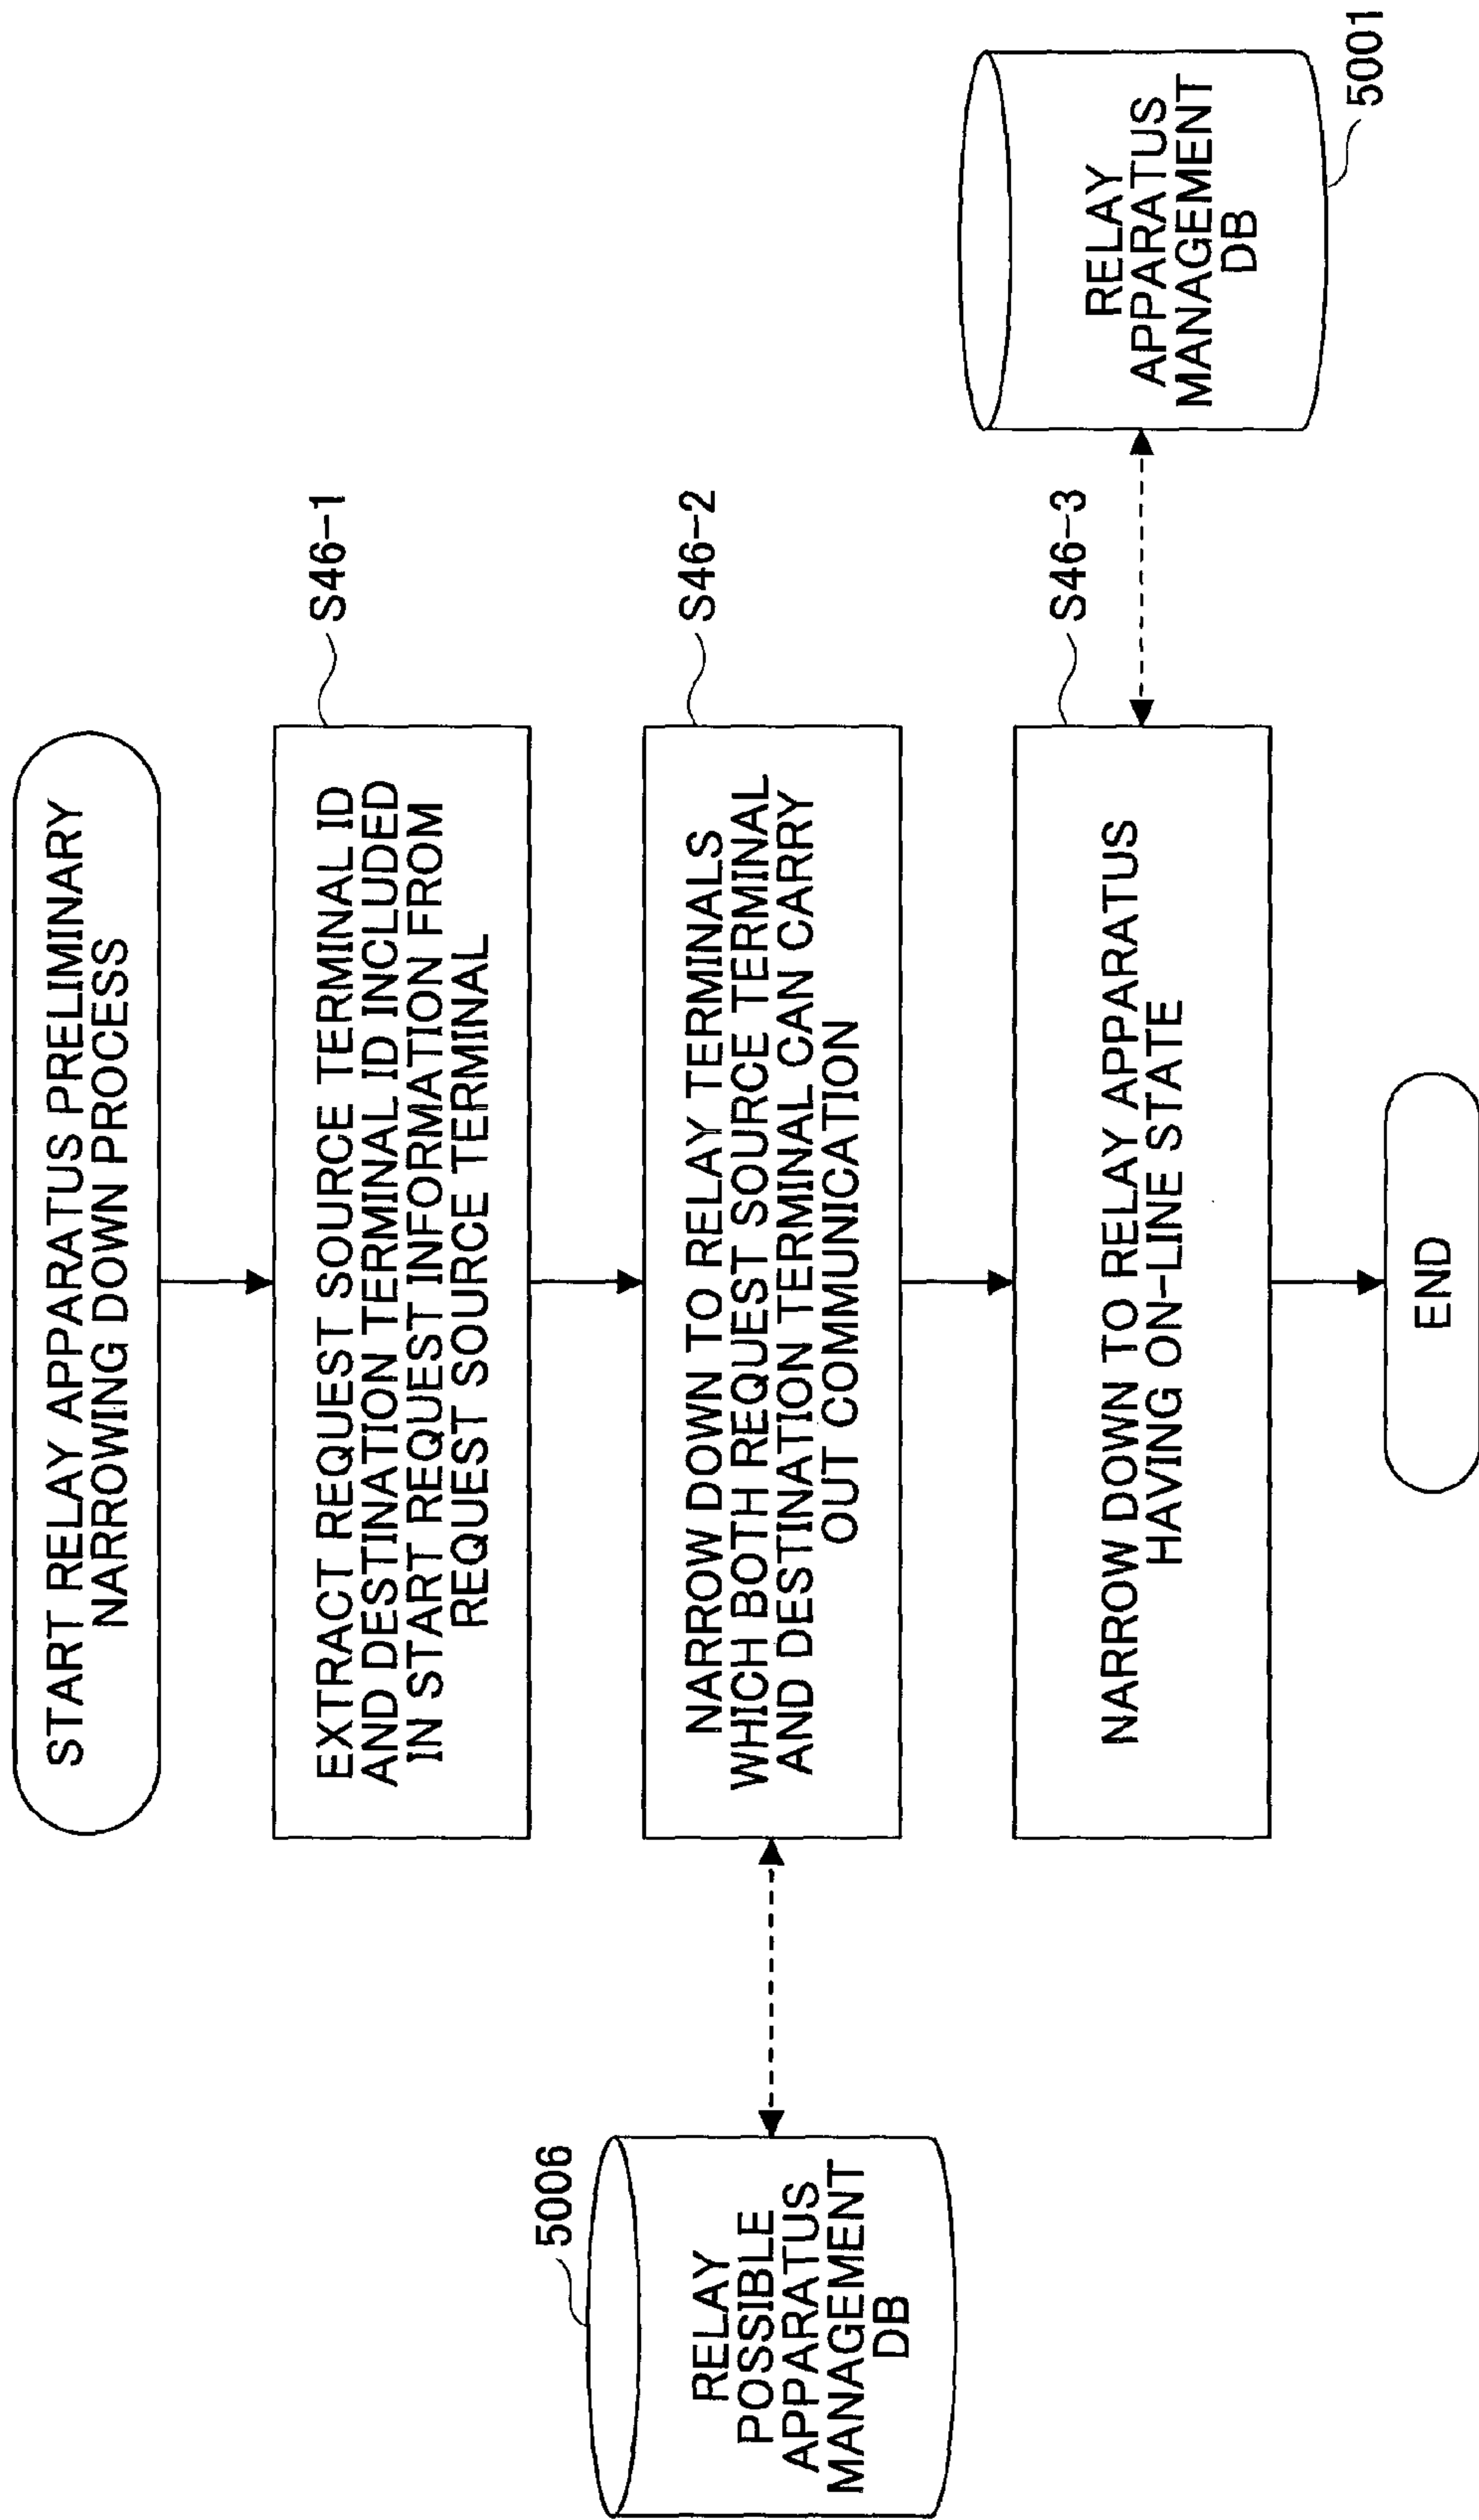 START RELAY APPARATUS PRELIMINARY
NARROWING DOWN PROCESS
S46-1
EXTRACT REQUEST SOURCE TERMINAL ID
AND DESTINATION TERMINAL ID INCLUDED
IN START REQUEST INFORMATION FROM
REQUEST SOURCE TERMINAL
5006
RELAY
POSSIBLE
APPARATUS
MANAGEMENT
DB
S46-2
NARROW DOWN TO RELAY TERMINALS
WHICH BOTH REQUEST SOURCE TERMINAL
AND DESTINATION TERMINAL CAN CARRY
OUT COMMUNICATION
S46-3
NARROW DOWN TO RELAY APPARATUS
HAVING ON-LINE STATE
RELAY
APPARATUS
MANAGEMENT
DB
5001
END